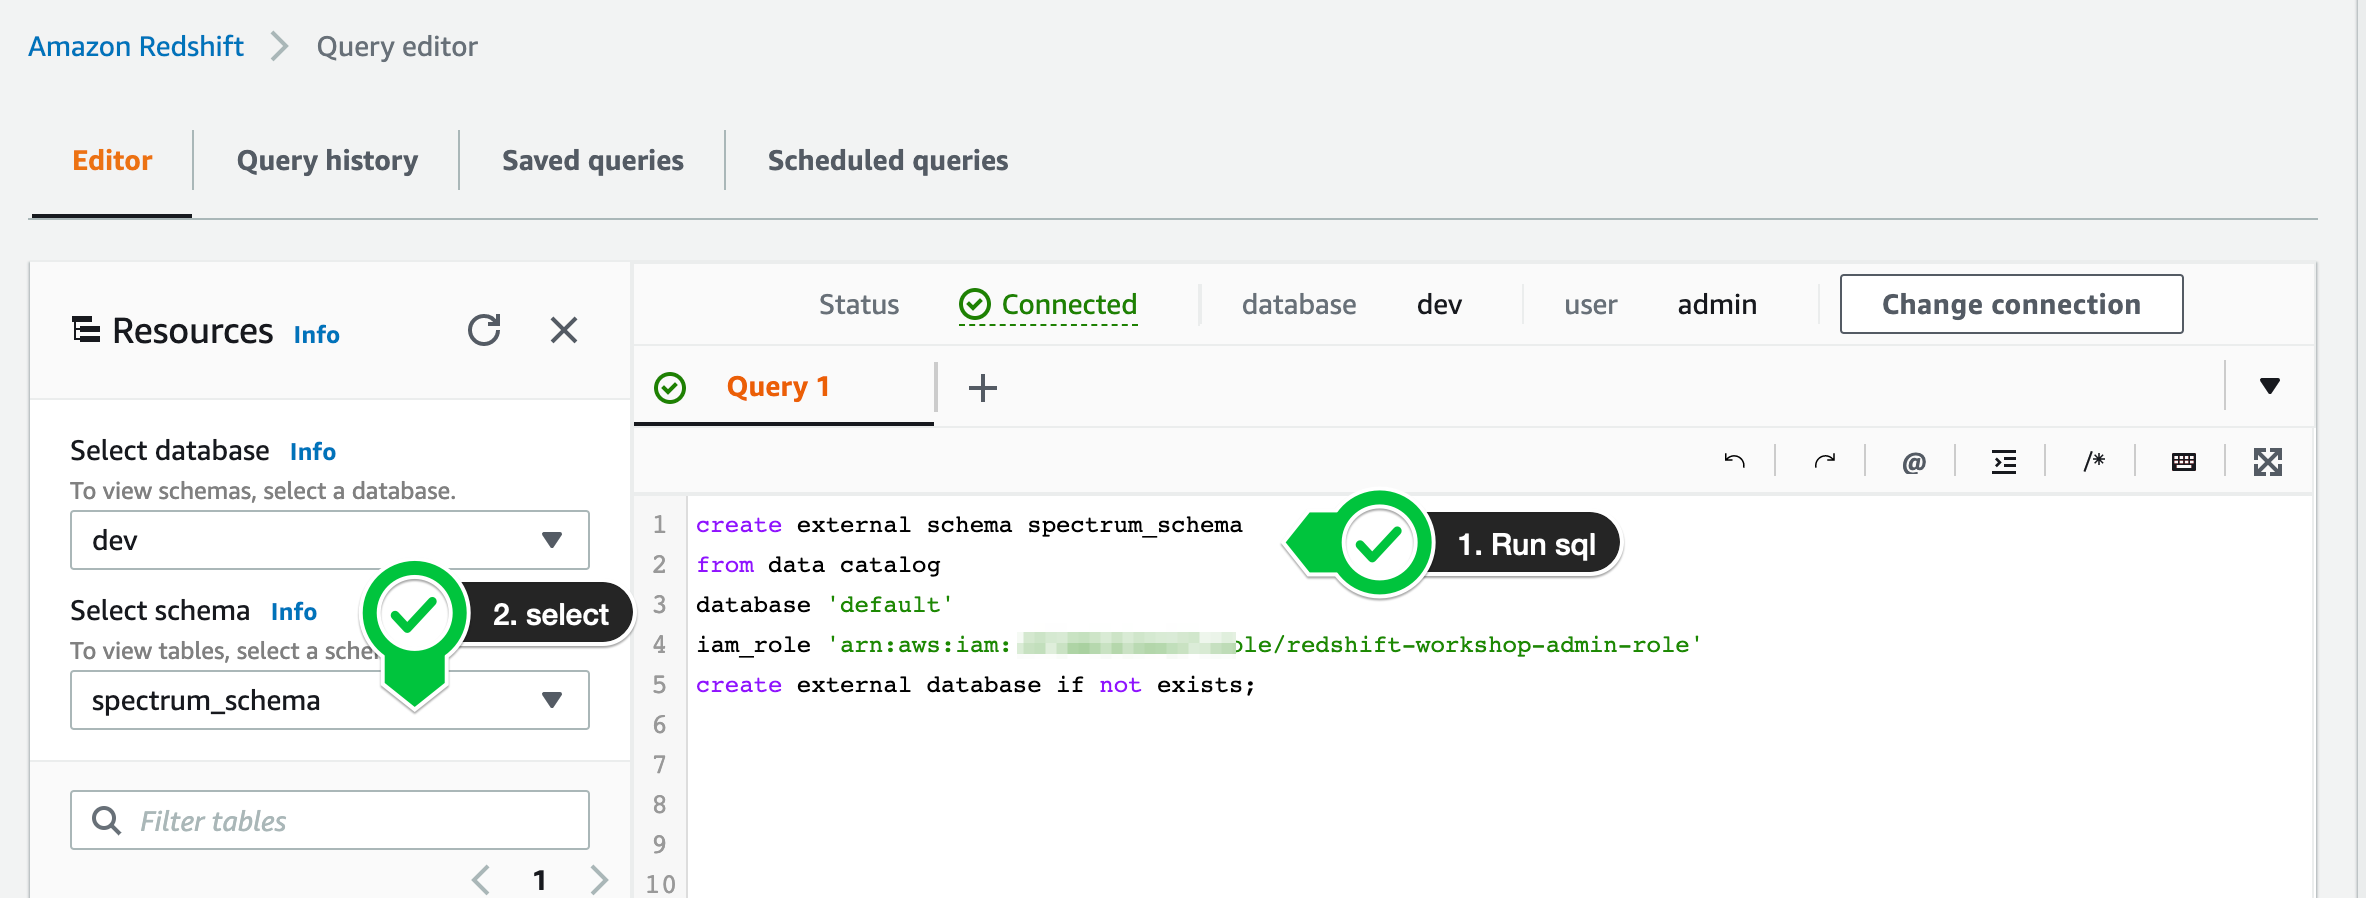 Amazon Redshift > Query editor
Editor
Query history
Saved queries
Scheduled queries
Resources Info
Select database Info
To view schemas, select a database.
dev
Select schema Info
2. select
To view tables, select a
spectrum_schema
Filter tables
1
Status Connected database dev user admin Change connection
Query 1
@
/*
1 create external schema spectrum_schema
1. Run sql
2 from data catalog
3 database 'default'
4 iam_role 'arn:aws:iam: ole/redshift-workshop-admin-role'
5 create external database if not exists;
6
7
8
9
10